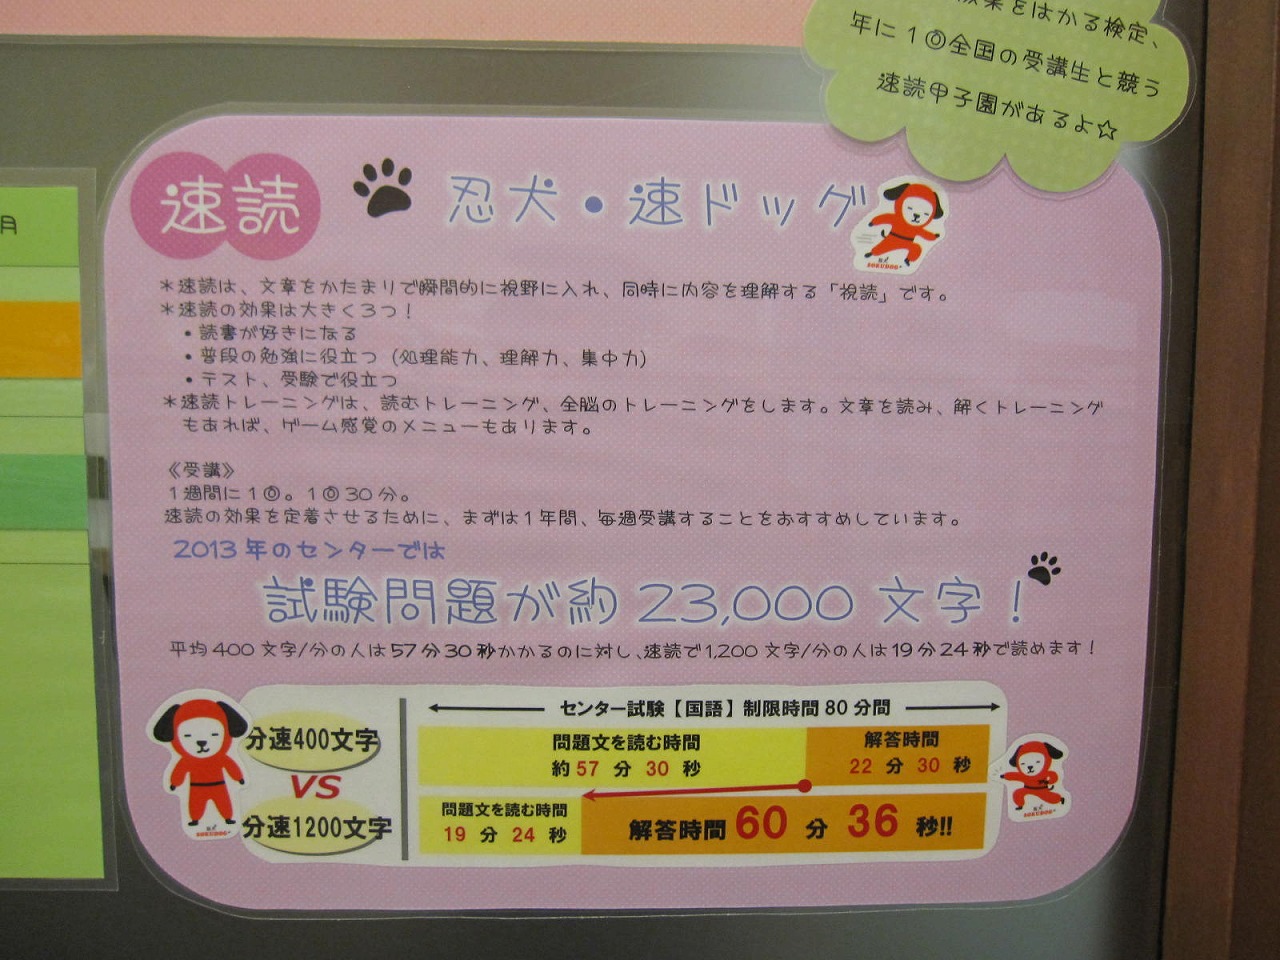 果をはかる検定、
年に1回全国の受講生と競う
速読甲子園があるよ☆
月
速読
忍犬・速ドッグ
*速読は、文章をかたまりで瞬間的に視野に入れ、同時に内容を理解する「視読」です。
*速読の効果は大きく3つ！
・読書が好きになる
・普段の勉強に役立つ（処理能力、理解力、集中力）
・テスト、受験で役立つ
*速読トレーニングは、読むトレーニング、全脳のトレーニングをします。文章を読み、解くトレーニング
もあれば、ゲーム感覚のメニューもあります。
《受講》
1週間に1回。1回30分。
速読の効果を定着させるために、まずは1年間、毎週受講することをおすすめしています。
2013年のセンターでは
試験問題が約23,000文字！
平均400文字/分の人は57分30秒かかるのに対し、速読で1,200文字/分の人は19分24秒で読めます！
センター試験【国語】制限時間80分間
分速400文字
問題文を読む時間
約57分30秒
解答時間
22分30秒
VS
分速1200文字
問題文を読む時間
19分24秒
解答時間60分36秒!!